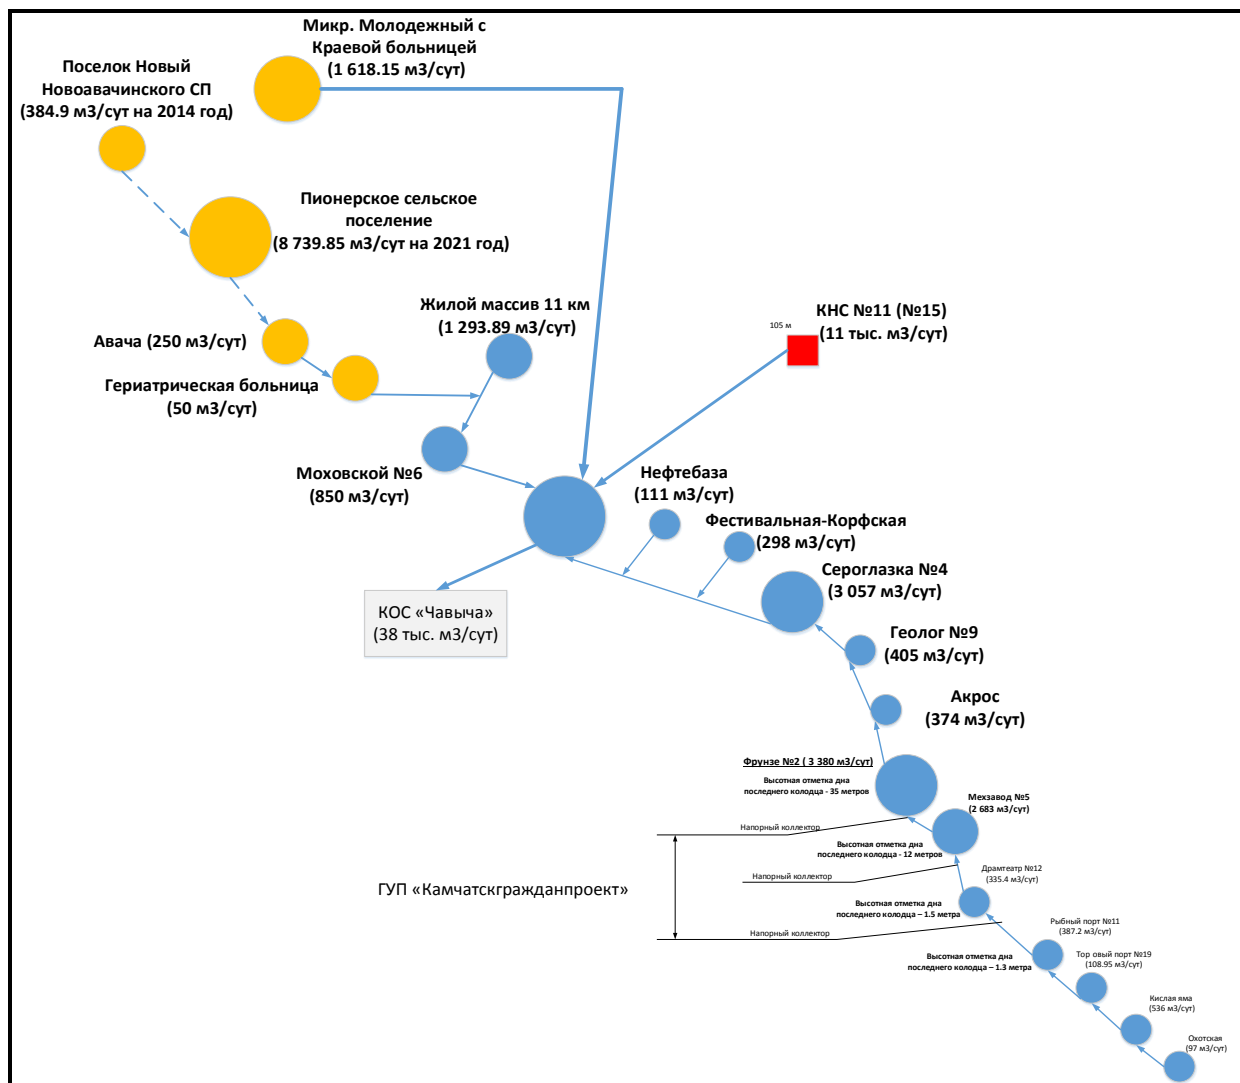 Микр. Молодежный с
Краевой больницей
(1 618.15 м3/сут)
Поселок Новый
Новоавачинского СП
(384.9 м3/сут на 2014 год)
Пионерское сельское
поселение
(8 739.85 м3/сут на 2021 год)
Жилой массив 11 км
(1 293.89 м3/сут)
105 м
КНС №11 (№15)
(11 тыс. м3/сут)
Авача (250 м3/сут)
Гериатрическая больница
(50 м3/сут)
Моховской №6
(850 м3/сут)
Нефтебаза
(111 м3/сут)
Фестивальная-Корфская
(298 м3/сут)
Сероглазка №4
(3 057 м3/сут)
КОС «Чавыча»
(38 тыс. м3/сут)
Геолог №9
(405 м3/сут)
Акрос
(374 м3/сут)
Фрунзе №2 ( 3 380 м3/сут)
Высотная отметка дна
последнего колодца - 35 метров
Мехзавод №5
(2 683 м3/сут)
Напорный коллектор
Высотная отметка дна
последнего колодца - 12 метров
Драмтеатр №12
(335.4 м3/сут)
Напорный коллектор
ГУП «Камчатскгражданпроект»
Высотная отметка дна
последнего колодца – 1.5 метра
Рыбный порт №11
(387.2 м3/сут)
Напорный коллектор
Высотная отметка дна
последнего колодца – 1.3 метра
Тор овый порт №19
(108.95 м3/сут)
Кислая яма
(536 м3/сут)
Охотская
(97 м3/сут)